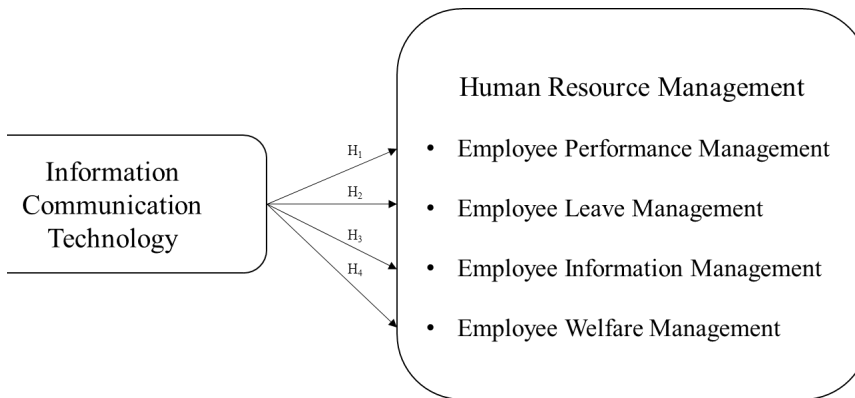 Human Resource Management
Information
Communication
Technology
H₁
H₂
H₃
H₄
• Employee Performance Management
• Employee Leave Management
• Employee Information Management
• Employee Welfare Management